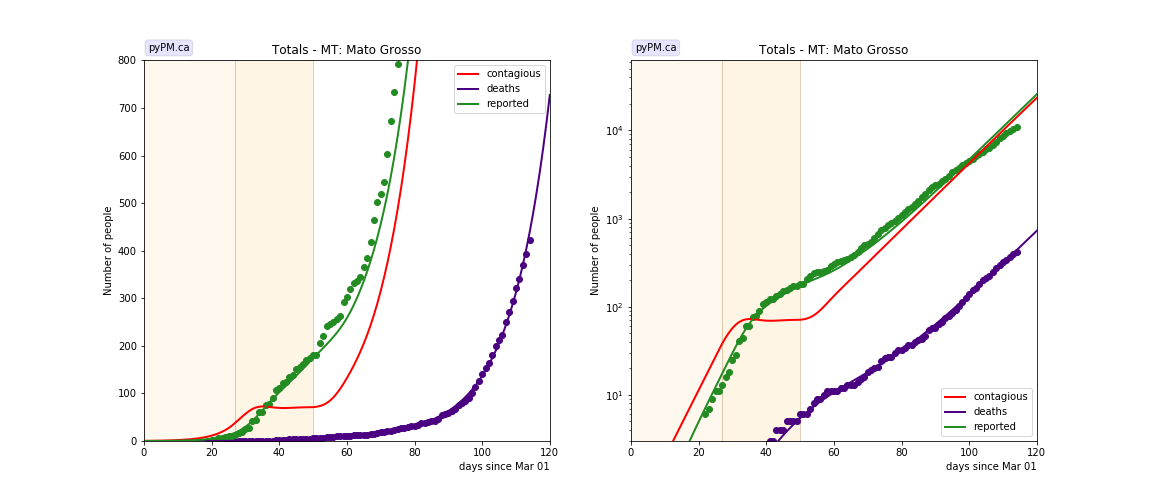 pyPM.ca
Totals - MT: Mato Grosso
Number of people
800
700
600
500
400
300
200
100
0
contagious
deaths
reported
0 20 40 60 80 100 120
days since Mar 01
pyPM.ca
Totals - MT: Mato Grosso
Number of people
10⁴
10³
10²
10¹
contagious
deaths
reported
0 20 40 60 80 100 120
days since Mar 01